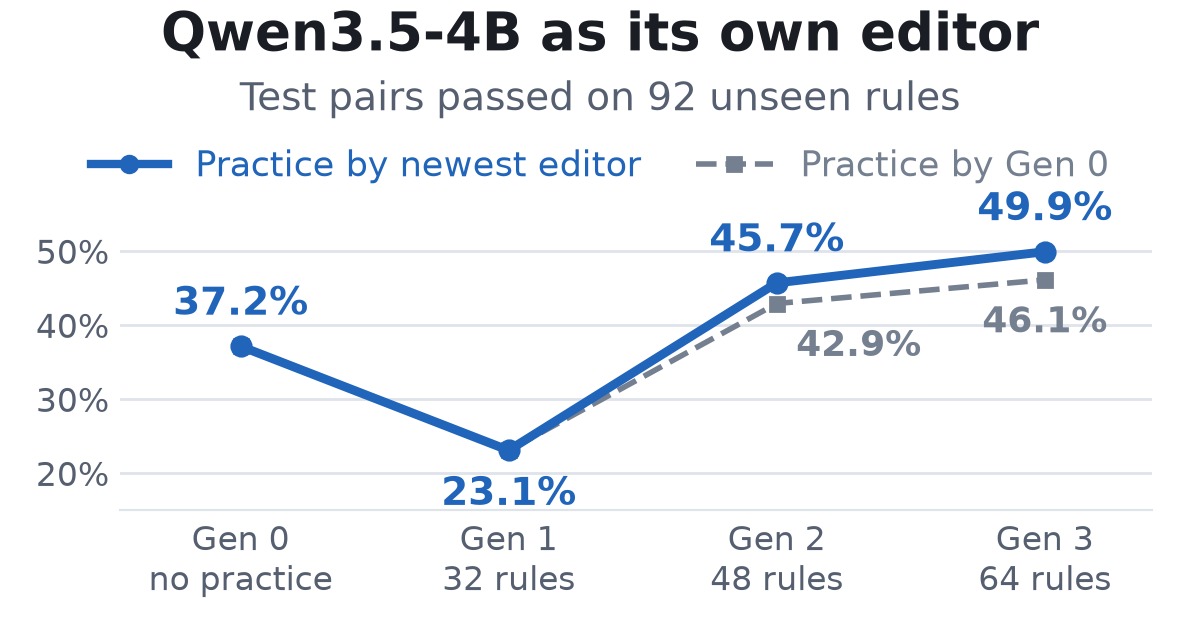 Qwen3.5-4B as its own editor
Test pairs passed on 92 unseen rules
Practice by newest editor
Practice by Gen 0
49.9%
45.7%
50%
37.2%
46.1%
40%
42.9%
30%
20%
23.1%
Gen 0
no practice
Gen 1
32 rules
Gen 2
48 rules
Gen 3
64 rules